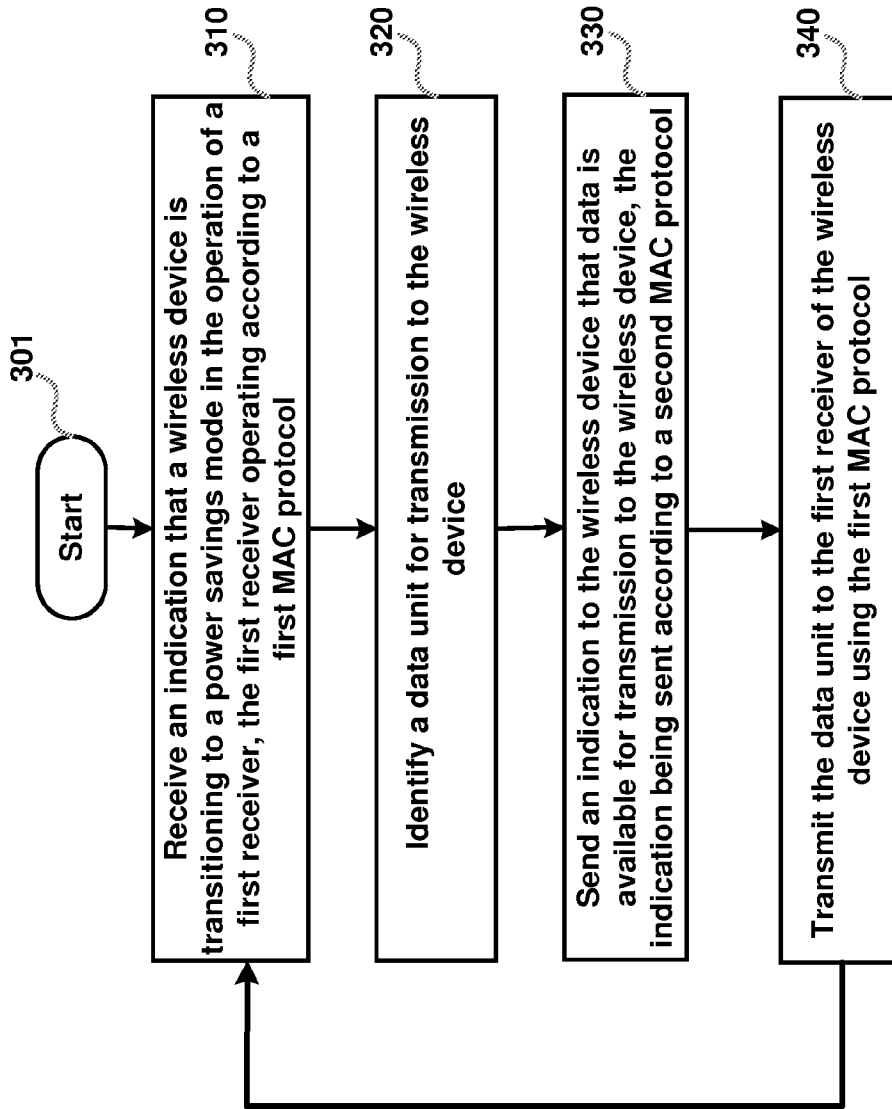 301
Start
310
Receive an indication that a wireless device is
transitioning to a power savings mode in the operation of a
first receiver, the first receiver operating according to a
first MAC protocol
320
Identify a data unit for transmission to the wireless
device
330
Send an indication to the wireless device that data is
available for transmission to the wireless device, the
indication being sent according to a second MAC protocol
340
Transmit the data unit to the first receiver of the wireless
device using the first MAC protocol